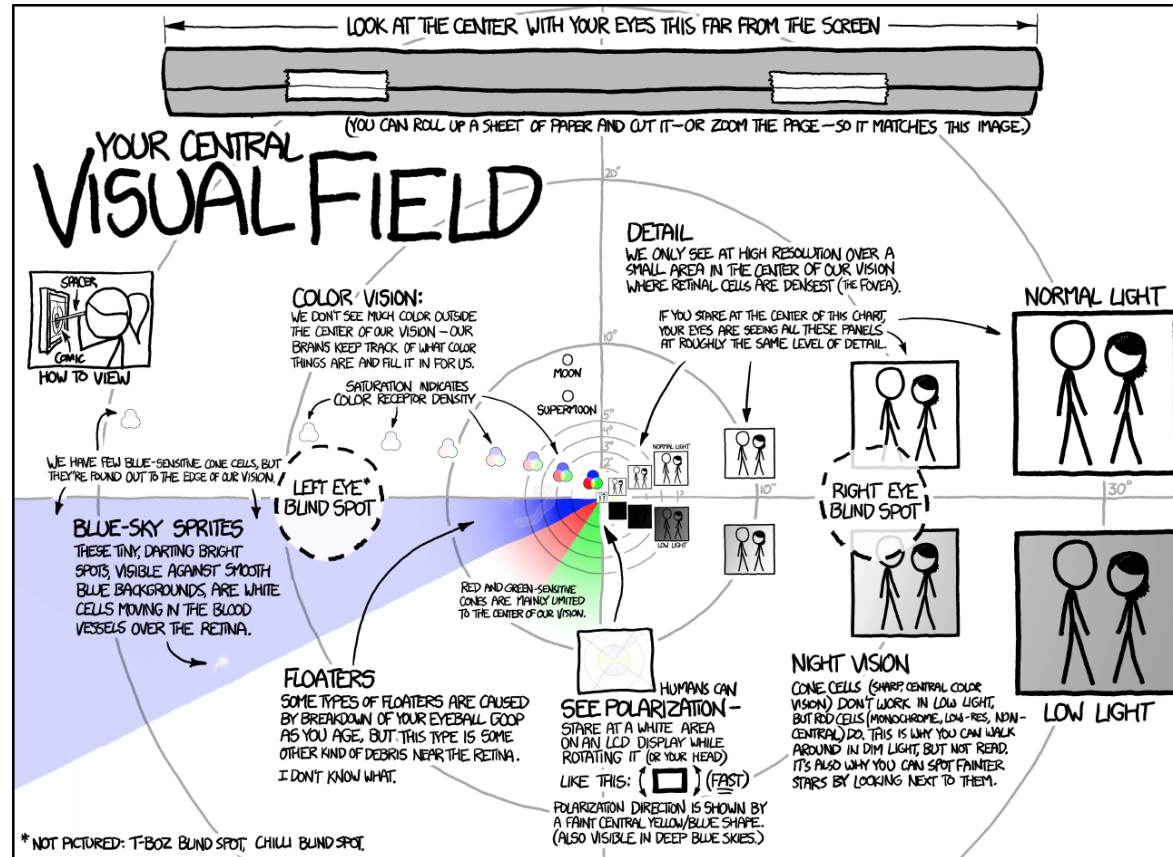 LOOK AT THE CENTER WITH YOUR EYES THIS FAR FROM THE SCREEN
(YOU CAN ROLL UP A SHEET OF PAPER AND CUT IT—OR ZOOM THE PAGE—SO IT MATCHES THIS IMAGE.)
YOUR CENTRAL
VISUAL FIELD
SPACER
COMIC
HOW TO VIEW
COLOR VISION:
WE DON'T SEE MUCH COLOR OUTSIDE
THE CENTER OF OUR VISION — OUR
BRAINS KEEP TRACK OF WHAT COLOR
THINGS ARE AND FILL IT IN FOR US.
SATURATION INDICATES
COLOR RECEPTOR DENSITY
20°
10°
5°
4°
3°
2°
MOON
SUPERMOON
DETAIL
WE ONLY SEE AT HIGH RESOLUTION OVER A
SMALL AREA IN THE CENTER OF OUR VISION
WHERE RETINAL CELLS ARE DENSEST (THE FOVEA).
IF YOU STARE AT THE CENTER OF THIS CHART,
YOUR EYES ARE SEEING ALL THESE PANELS
AT ROUGHLY THE SAME LEVEL OF DETAIL.
NORMAL LIGHT
NORMAL LIGHT
LOW LIGHT
10°
30°
WE HAVE FEW BLUE-SENSITIVE CONE CELLS, BUT
THEY'RE FOUND OUT TO THE EDGE OF OUR VISION.
LEFT EYE*
BLIND SPOT
RIGHT EYE
BLIND SPOT
BLUE-SKY SPRITES
THESE TINY, DARTING BRIGHT
SPOTS, VISIBLE AGAINST SMOOTH
BLUE BACKGROUNDS, ARE WHITE
CELLS MOVING IN THE BLOOD
VESSELS OVER THE RETINA.
RED AND GREEN-SENSITIVE
CONES ARE MAINLY LIMITED
TO THE CENTER OF OUR VISION.
FLOATERS
SOME TYPES OF FLOATERS ARE CAUSED
BY BREAKDOWN OF YOUR EYEBALL GOOP
AS YOU AGE, BUT THIS TYPE IS SOME
OTHER KIND OF DEBRIS NEAR THE RETINA.
I DON'T KNOW WHAT.
HUMANS CAN
SEE POLARIZATION—
STARE AT A WHITE AREA
ON AN LCD DISPLAY WHILE
ROTATING IT (OR YOUR HEAD)
LIKE THIS: (FAST)
POLARIZATION DIRECTION IS SHOWN BY
A FAINT CENTRAL YELLOW/BLUE SHAPE.
(ALSO VISIBLE IN DEEP BLUE SKIES.)
NIGHT VISION
CONE CELLS (SHARP, CENTRAL COLOR
VISION) DON'T WORK IN LOW LIGHT,
BUT ROD CELLS (MONOCHROME, LOW-RES, NON-
CENTRAL) DO. THIS IS WHY YOU CAN WALK
AROUND IN DIM LIGHT, BUT NOT READ.
IT'S ALSO WHY YOU CAN SPOT FAINTER
STARS BY LOOKING NEXT TO THEM.
LOW LIGHT
* NOT PICTURED: T-BOZ BLIND SPOT, CHILLI BLIND SPOT.